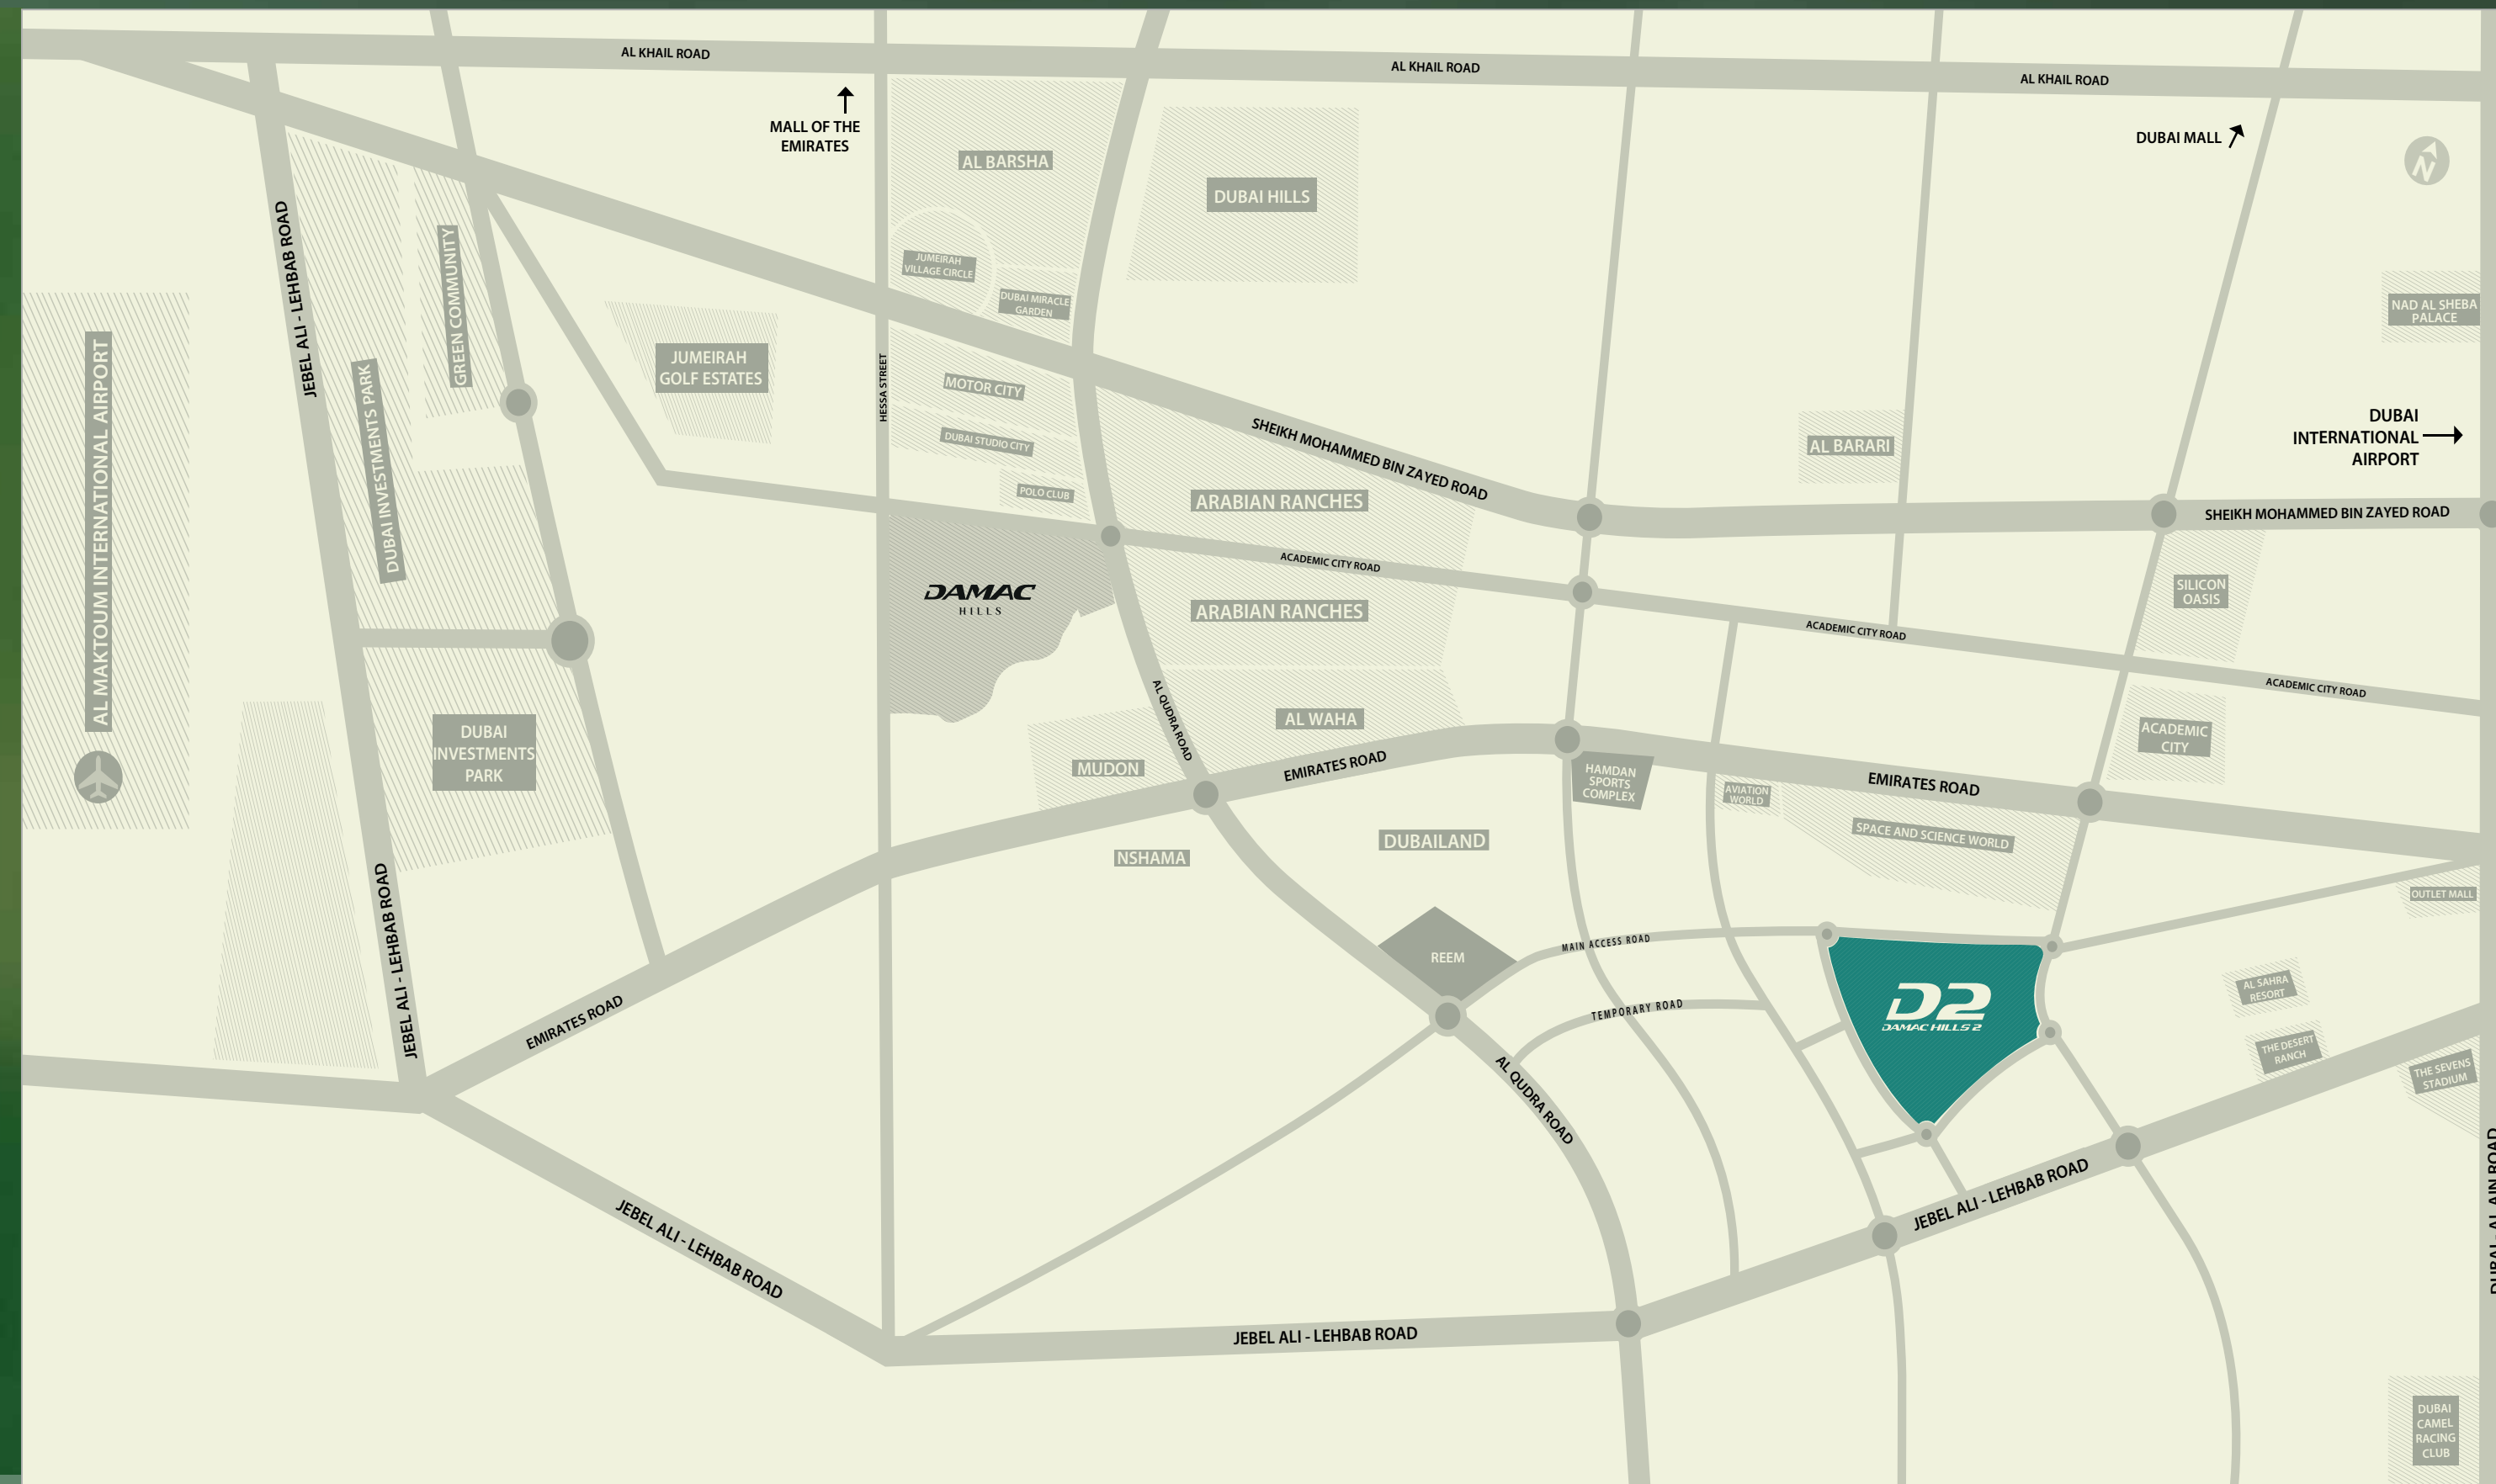 AL KHAIL ROAD
AL KHAIL ROAD
AL KHAIL ROAD
MALL OF THE
EMIRATES
DUBAI MALL
N
AL BARSHA
DUBAI HILLS
JUMEIRAH
VILLAGE CIRCLE
DUBAI MIRACLE
GARDEN
NAD AL SHEBA
PALACE
JEBEL ALI - LEHBAB ROAD
GREEN COMMUNITY
JUMEIRAH
GOLF ESTATES
HESSA STREET
MOTOR CITY
DUBAI STUDIO CITY
POLO CLUB
SHEIKH MOHAMMED BIN ZAYED ROAD
AL BARARI
DUBAI
INTERNATIONAL
AIRPORT
SHEIKH MOHAMMED BIN ZAYED ROAD
AL MAKTOUM INTERNATIONAL AIRPORT
DUBAI INVESTMENTS PARK
ARABIAN RANCHES
ACADEMIC CITY ROAD
DAMAC
HILLS
ARABIAN RANCHES
SILICON
OASIS
ACADEMIC CITY ROAD
ACADEMIC CITY ROAD
AL QUDRA ROAD
AL WAHA
DUBAI
INVESTMENTS
PARK
MUDON
EMIRATES ROAD
HAMDAN
SPORTS
COMPLEX
AVIATION
WORLD
EMIRATES ROAD
ACADEMIC
CITY
SPACE AND SCIENCE WORLD
DUBAILAND
NSHAMA
OUTLET MALL
JEBEL ALI - LEHBAB ROAD
REEM
MAIN ACCESS ROAD
TEMPORARY ROAD
D2
DAMAC HILLS 2
AL SAHRA
RESORT
THE DESERT
RANCH
THE SEVENS
STADIUM
EMIRATES ROAD
AL QUDRA ROAD
JEBEL ALI - LEHBAB ROAD
JEBEL ALI - LEHBAB ROAD
JEBEL ALI - LEHBAB ROAD
DUBAI - AL AIN ROAD
DUBAI
CAMEL
RACING
CLUB